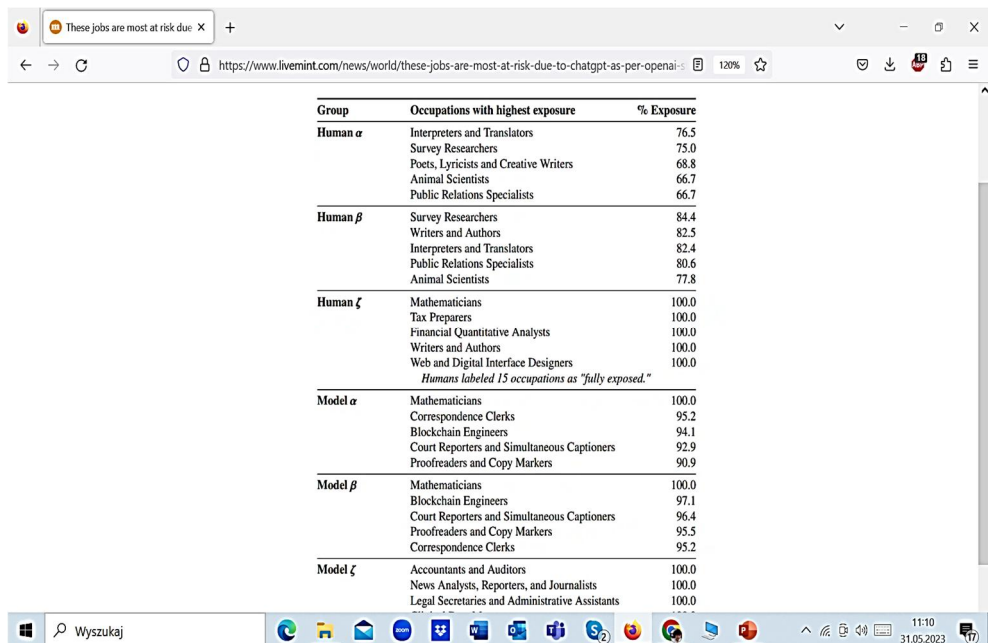 These jobs are most at risk due
https://www.livemint.com/news/world/these-jobs-are-most-at-risk-due-to-chatgpt-as-per-openai-s
120%
18
Group Occupations with highest exposure % Exposure
Human α Interpreters and Translators 76.5
Survey Researchers 75.0
Poets, Lyricists and Creative Writers 68.8
Animal Scientists 66.7
Public Relations Specialists 66.7
Human β Survey Researchers 84.4
Writers and Authors 82.5
Interpreters and Translators 82.4
Public Relations Specialists 80.6
Animal Scientists 77.8
Human ζ Mathematicians 100.0
Tax Preparers 100.0
Financial Quantitative Analysts 100.0
Writers and Authors 100.0
Web and Digital Interface Designers 100.0
Humans labeled 15 occupations as "fully exposed."
Model α Mathematicians 100.0
Correspondence Clerks 95.2
Blockchain Engineers 94.1
Court Reporters and Simultaneous Captioners 92.9
Proofreaders and Copy Markers 90.9
Model β Mathematicians 100.0
Blockchain Engineers 97.1
Court Reporters and Simultaneous Captioners 96.4
Proofreaders and Copy Markers 95.5
Correspondence Clerks 95.2
Model ζ Accountants and Auditors 100.0
News Analysts, Reporters, and Journalists 100.0
Legal Secretaries and Administrative Assistants 100.0
Wyszukaj
zoom
2
11:10
31.05.2023
17